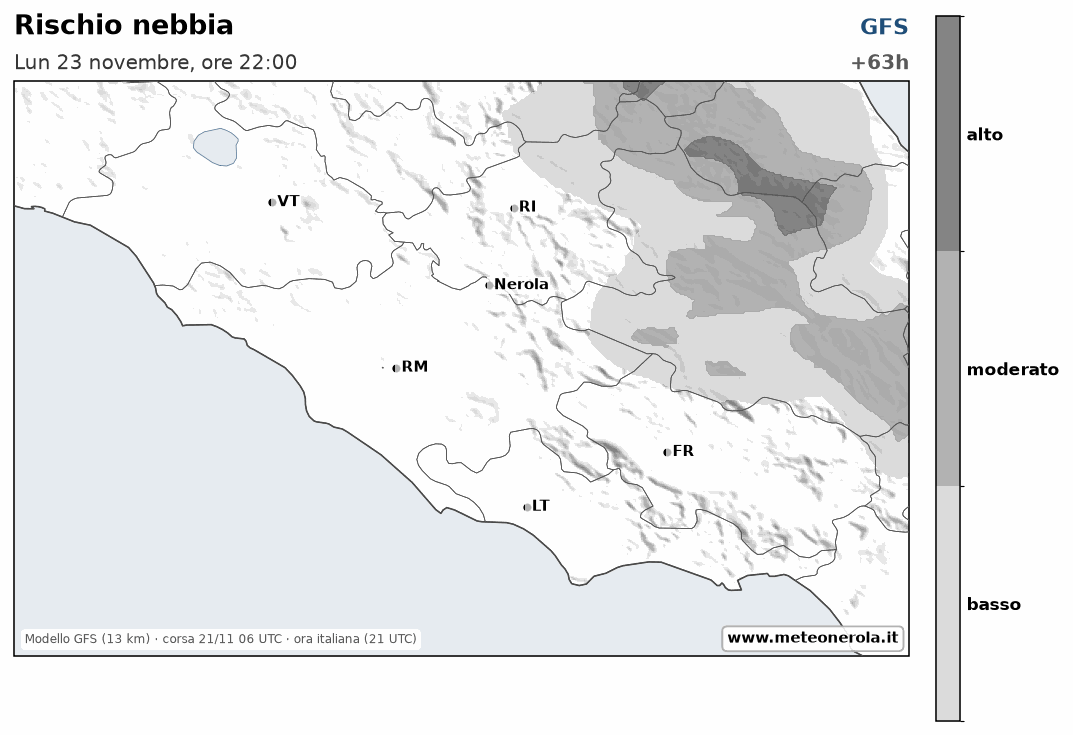 Rischio nebbia
GFS
Lun 23 novembre, ore 22:00
+63h
alto
VT
RI
Nerola
moderato
RM
FR
LT
basso
Modello GFS (13 km) · corsa 21/11 06 UTC · ora italiana (21 UTC)
www.meteonerola.it